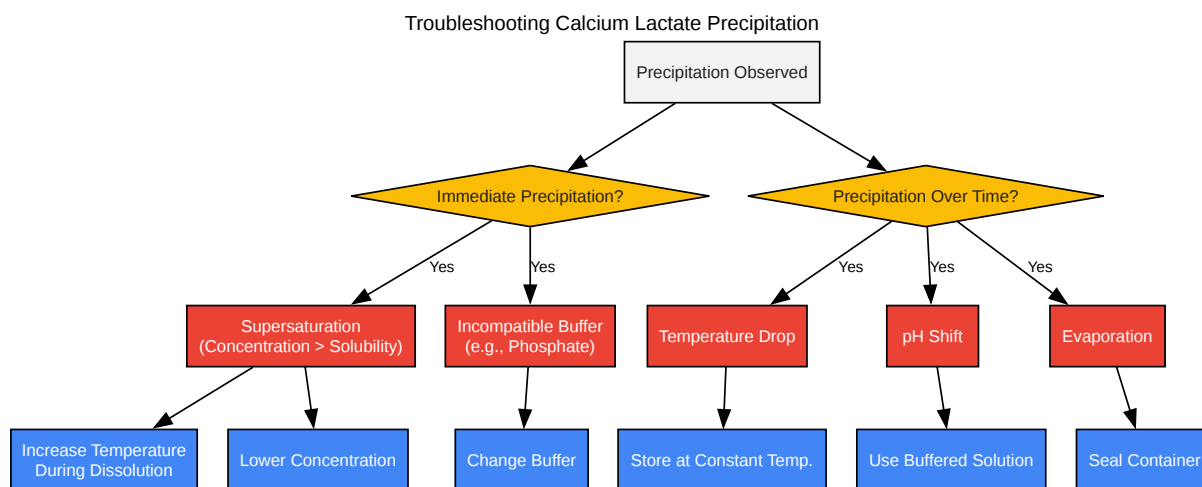 Troubleshooting Calcium Lactate Precipitation
Precipitation Observed
Immediate Precipitation?
Precipitation Over Time?
Yes
Yes
Yes
Yes
Yes
Supersaturation
(Concentration > Solubility)
Incompatible Buffer
(e.g., Phosphate)
Temperature Drop
pH Shift
Evaporation
Increase Temperature
During Dissolution
Lower Concentration
Change Buffer
Store at Constant Temp.
Use Buffered Solution
Seal Container